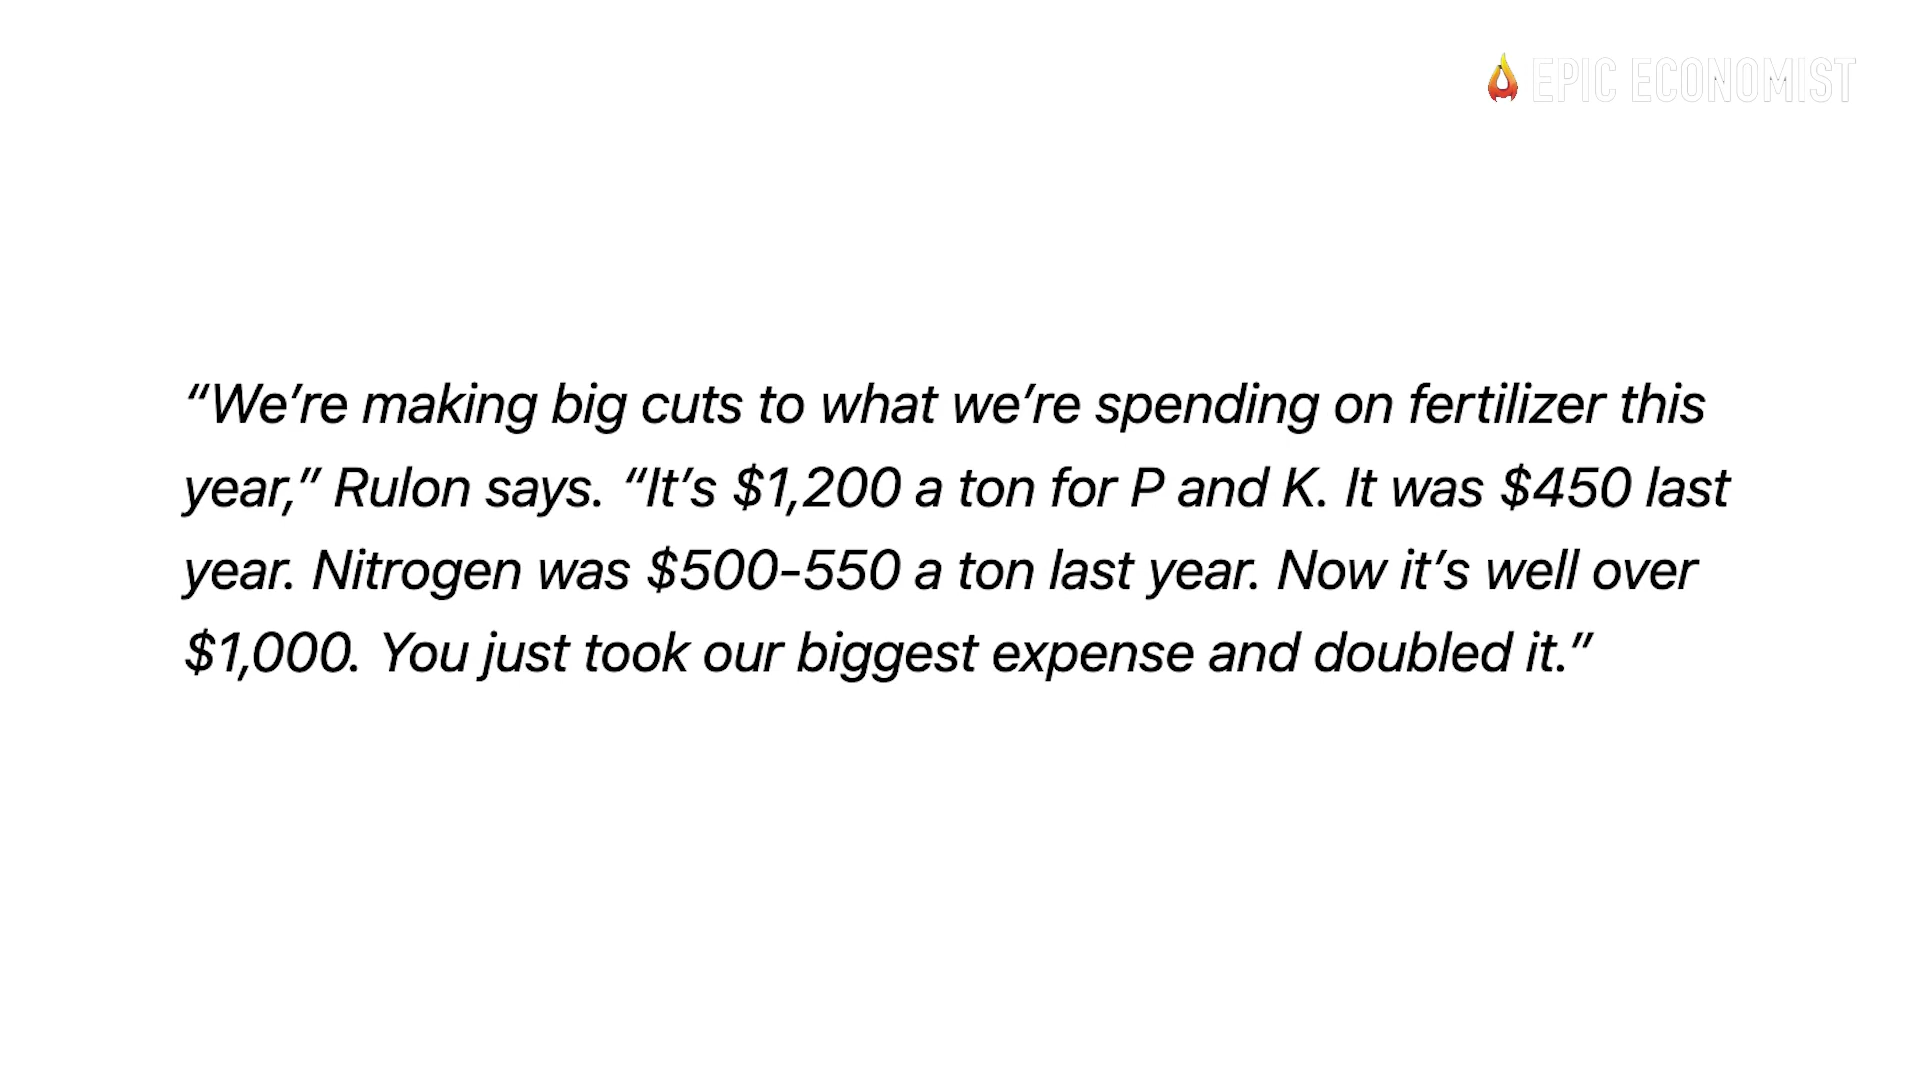 EPIC ECONOMIST
“We’re making big cuts to what we’re spending on fertilizer this
year,” Rulon says. “It’s $1,200 a ton for P and K. It was $450 last
year. Nitrogen was $500-550 a ton last year. Now it’s well over
$1,000. You just took our biggest expense and doubled it.”